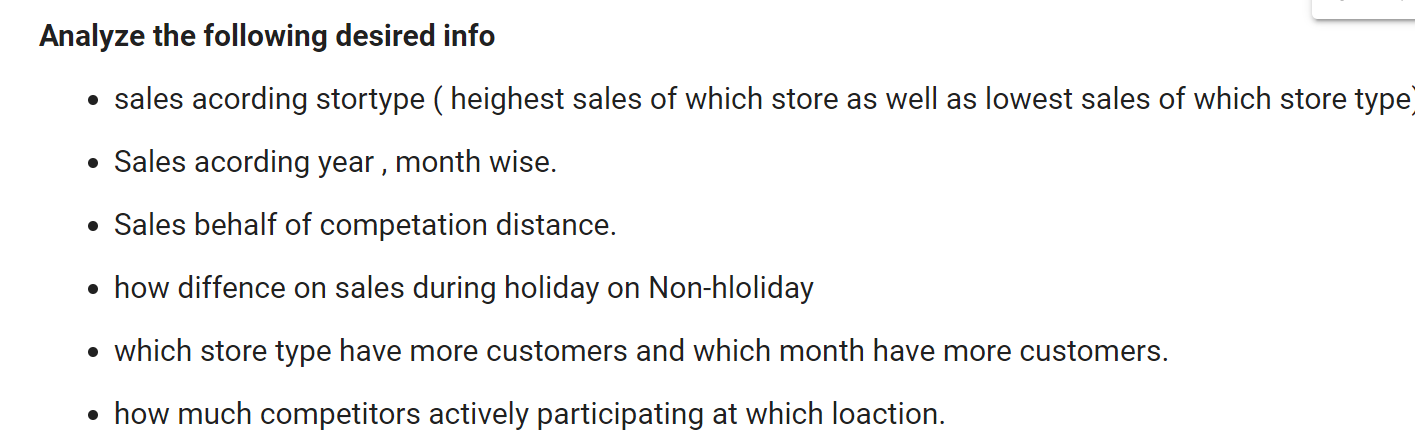 Analyze the following desired info
sales acording stortype ( heighest sales of which store as well as lowest sales of which store type)
Sales acording year , month wise.
Sales behalf of competation distance.
how diffence on sales during holiday on Non-hloliday
which store type have more customers and which month have more customers.
how much competitors actively participating at which loaction.